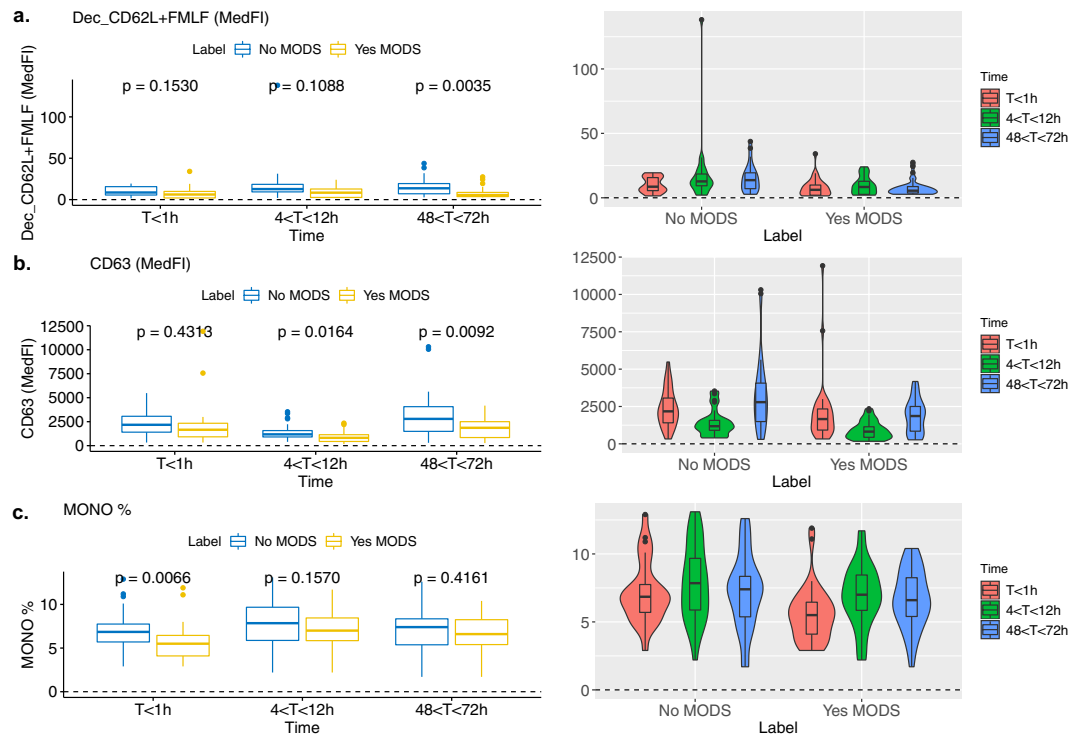 a.
Dec_CD62L+FMLF (MedFI)
Label No MODS Yes MODS
Dec_CD62L+FMLF (MedFI)
p = 0.1530 p = 0.1088 p = 0.0035
100
50
0
T<1h 4<T<12h 48<T<72h
Time
100
50
0
No MODS Yes MODS
Label
Time
T<1h
4<T<12h
48<T<72h
b.
CD63 (MedFI)
Label No MODS Yes MODS
CD63 (MedFI)
p = 0.4313 p = 0.0164 p = 0.0092
12500
10000
7500
5000
2500
0
T<1h 4<T<12h 48<T<72h
Time
12500
10000
7500
5000
2500
0
No MODS Yes MODS
Label
Time
T<1h
4<T<12h
48<T<72h
c.
MONO %
Label No MODS Yes MODS
MONO %
p = 0.0066 p = 0.1570 p = 0.4161
10
5
0
T<1h 4<T<12h 48<T<72h
Time
10
5
0
No MODS Yes MODS
Label
Time
T<1h
4<T<12h
48<T<72h